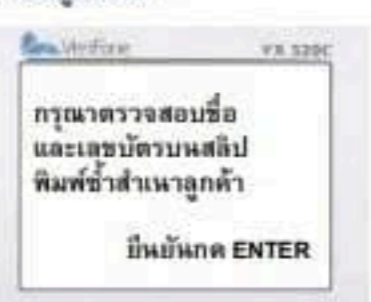 VeriFone VX 520C
กรุณาตรวจสอบชื่อ
และเลขบัตรบนสลิป
พิมพ์ซ้ำสำเนาลูกค้า
ยืนยันกด ENTER